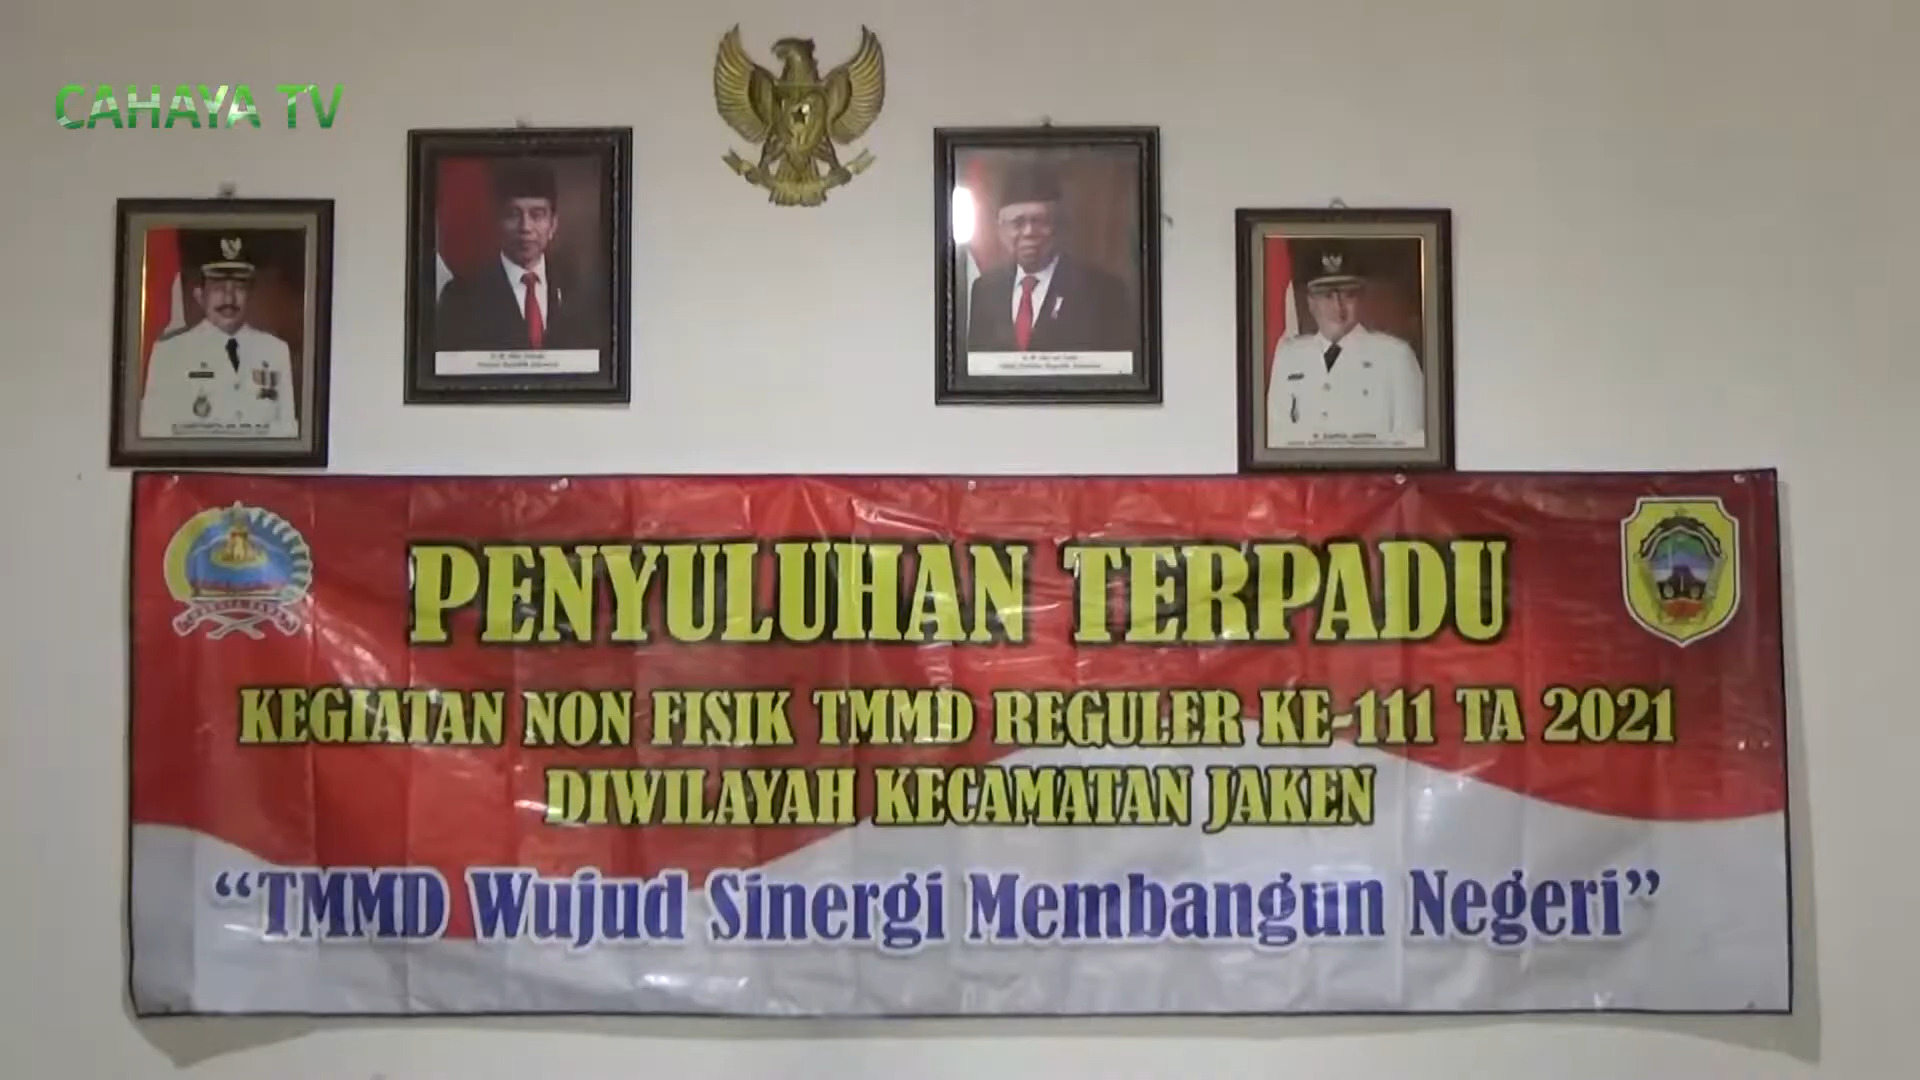 CAHAYA TV
PENYULUHAN TERPADU
KEGIATAN NON FISIK TMMD REGULER KE-111 TA 2021
DIWILAYAH KECAMATAN JAKEN
“TMMD Wujud Sinergi Membangun Negeri”